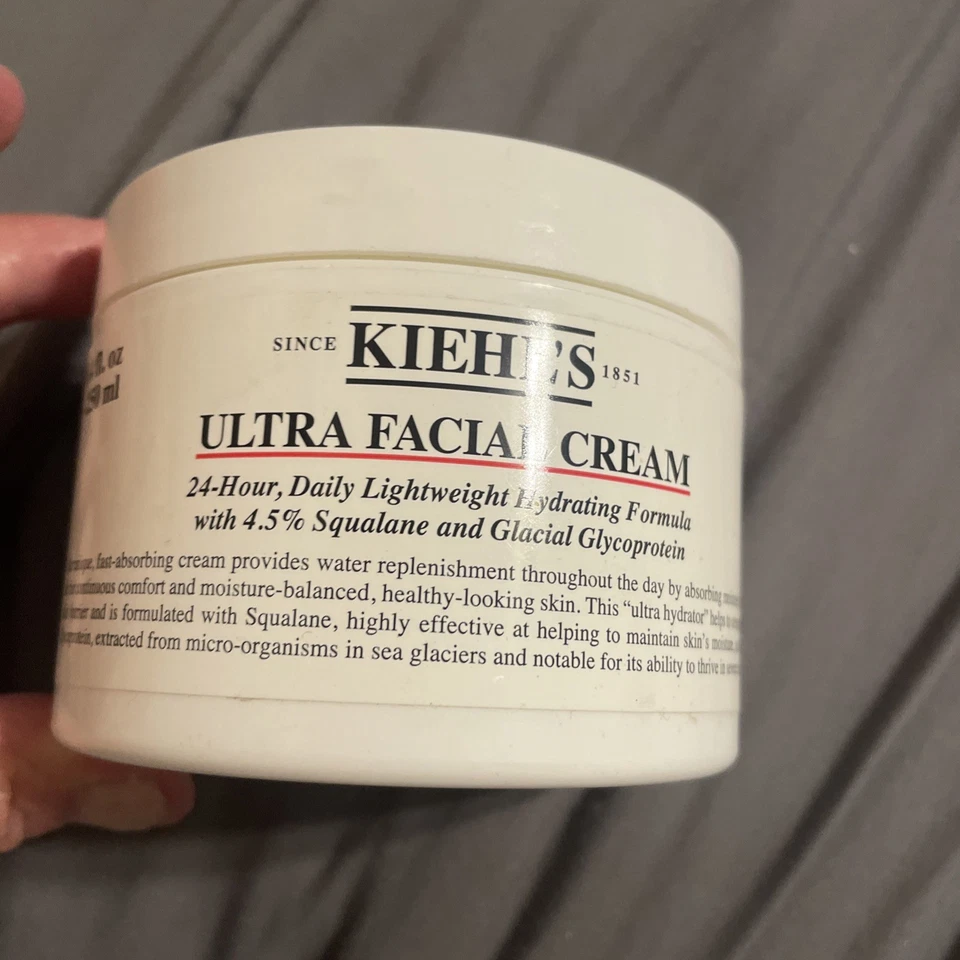 fl. oz
ml
SINCE KIEHL'S 1851
ULTRA FACIAL CREAM
24-Hour, Daily Lightweight Hydrating Formula
with 4.5% Squalane and Glacial Glycoprotein
fast-absorbing cream provides water replenishment throughout the day by absorbing
continuous comfort and moisture-balanced, healthy-looking skin. This "ultra hydrator" helps
and is formulated with Squalane, highly effective at helping to maintain skin's
extracted from micro-organisms in sea glaciers and notable for its ability to thrive in